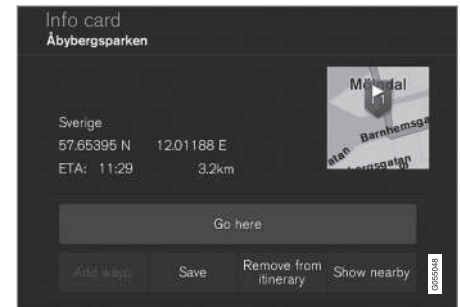 Info card
Åbybergsparken
Mölndal
Sverige
57.65395 N 12.01188 E
Barnhemsga
ETA: 11:29 3.2km
Go here
Add wayp.
Save
Remove from
itinerary
Show nearby
G055048